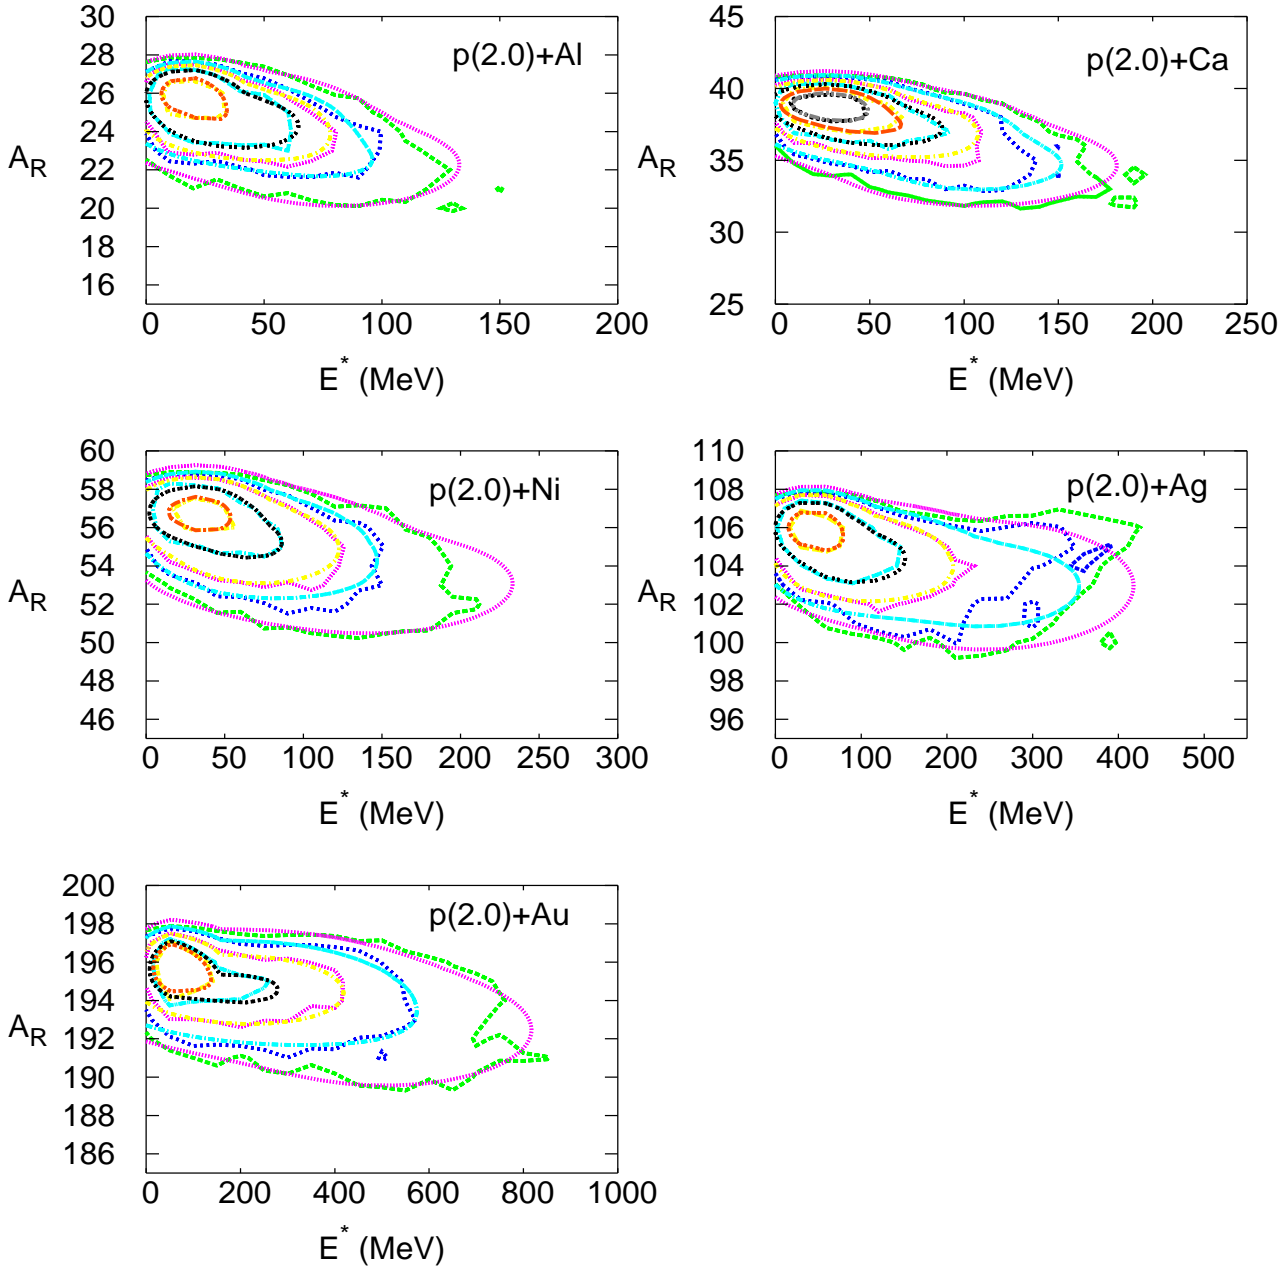 30
28
26
24
22
20
18
16
A_R
p(2.0)+Al
0 50 100 150 200
E^* (MeV)
45
40
35
30
25
A_R
p(2.0)+Ca
0 50 100 150 200 250
E^* (MeV)
60
58
56
54
52
50
48
46
A_R
p(2.0)+Ni
0 50 100 150 200 250 300
E^* (MeV)
110
108
106
104
102
100
98
96
A_R
p(2.0)+Ag
0 100 200 300 400 500
E^* (MeV)
200
198
196
194
192
190
188
186
A_R
p(2.0)+Au
0 200 400 600 800 1000
E^* (MeV)